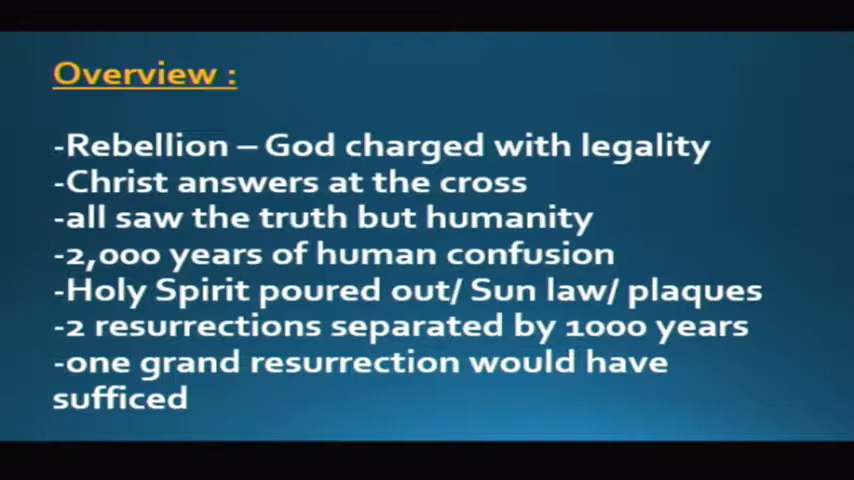 Overview :
-Rebellion – God charged with legality
-Christ answers at the cross
-all saw the truth but humanity
-2,000 years of human confusion
-Holy Spirit poured out/ Sun law/ plaques
-2 resurrections separated by 1000 years
-one grand resurrection would have
sufficed